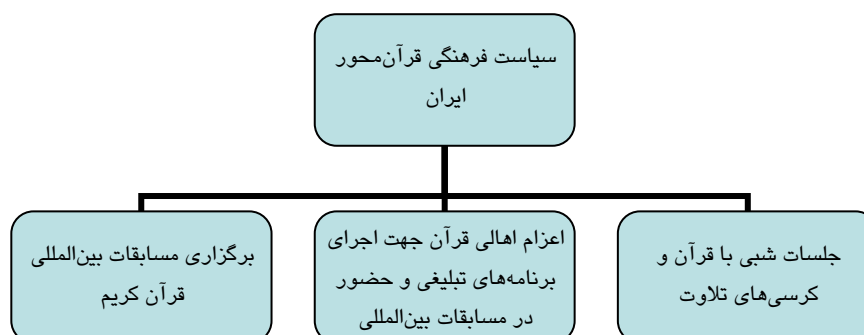 سیاست فرهنگی قرآن‌محور
ایران
جلسات شبی با قرآن و
کرسی‌های تلاوت
اعزام اهالی قرآن جهت اجرای
برنامه‌های تبلیغی و حضور
در مسابقات بین‌المللی
برگزاری مسابقات بین‌المللی
قرآن کریم